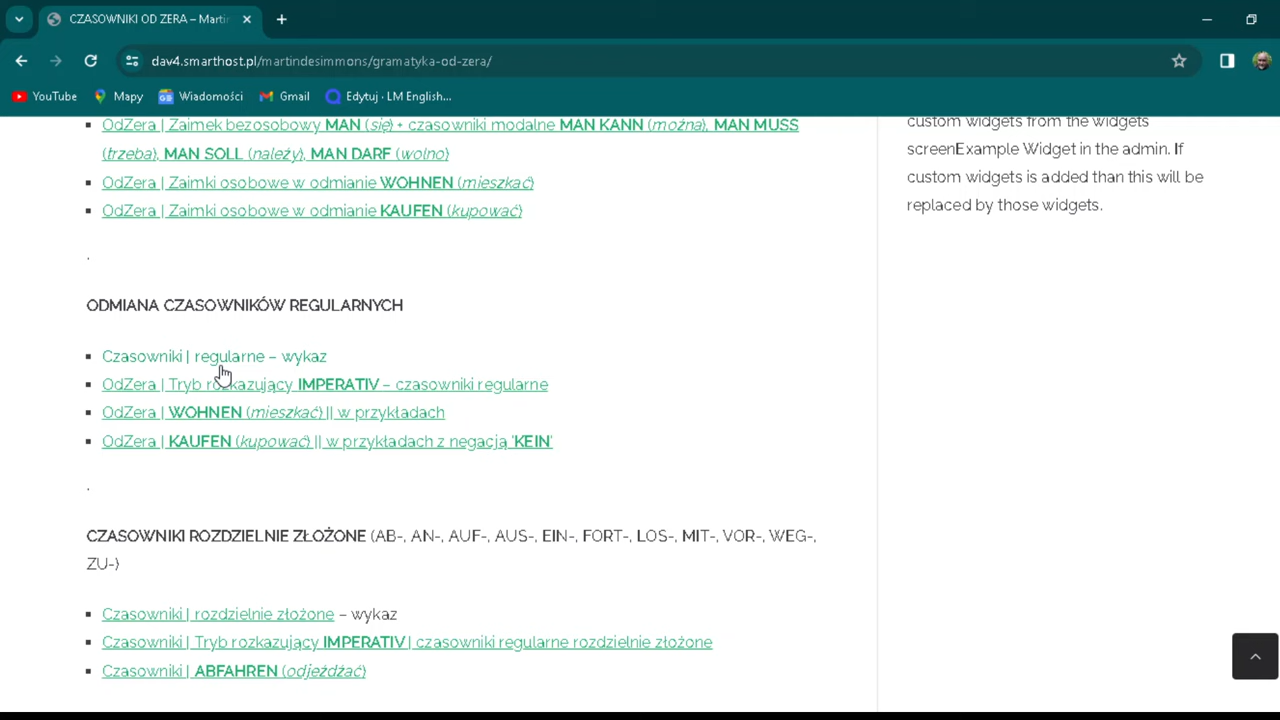 CZASOWNIKI OD ZERA – Martin
dav4.smarthost.pl/martindesimmons/gramatyka-od-zera/
YouTube
Mapy
Wiadomości
Gmail
Edytuj · LM English...
OdZera | Zaimek bezosobowy MAN (się) + czasowniki modalne MAN KANN (można), MAN MUSS
(trzeba), MAN SOLL (należy), MAN DARF (wolno)
OdZera | Zaimki osobowe w odmianie WOHNEN (mieszkać)
OdZera | Zaimki osobowe w odmianie KAUFEN (kupować)
.
ODMIANA CZASOWNIKÓW REGULARNYCH
Czasowniki | regularne – wykaz
OdZera | Tryb rozkazujący IMPERATIV – czasowniki regularne
OdZera | WOHNEN (mieszkać) || w przykładach
OdZera | KAUFEN (kupować) || w przykładach z negacją 'KEIN'
.
CZASOWNIKI ROZDZIELNIE ZŁOŻONE (AB-, AN-, AUF-, AUS-, EIN-, FORT-, LOS-, MIT-, VOR-, WEG-,
ZU-)
Czasowniki | rozdzielnie złożone – wykaz
Czasowniki | Tryb rozkazujący IMPERATIV | czasowniki regularne rozdzielnie złożone
Czasowniki | ABFAHREN (odjeżdżać)
custom widgets from the widgets
screenExample Widget in the admin. If
custom widgets is added than this will be
replaced by those widgets.